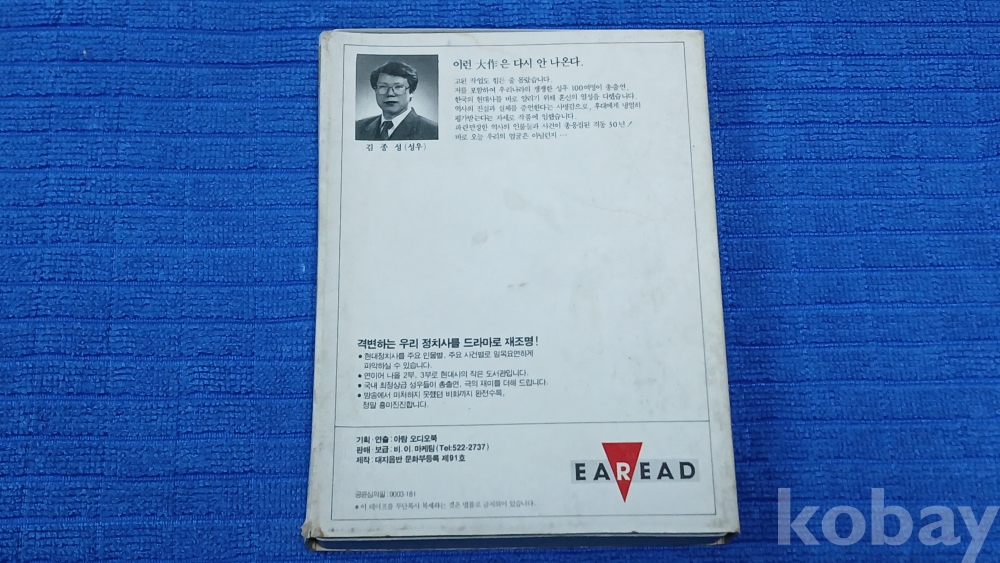 이런 大作은 다시 안 나온다.
고된 작업도 힘든 줄 몰랐습니다.
저를 포함하여 우리나라의 쟁쟁한 성우 100여명이 총출연,
한국의 현대사를 바로 알리기 위해 혼신의 열성을 다했습니다.
역사의 진실과 실체를 증언한다는 사명감으로, 후대에게 냉엄히
평가받는다는 자세로 작품에 임했습니다.
파란만장한 역사의 인물들과 사건이 총응집된 격동 30년!
바로 오늘 우리의 얼굴은 아닐런지…
김 종 성 (성우)
격변하는 우리 정치사를 드라마로 재조명!
● 현대정치사를 주요 인물별, 주요 사건별로 일목요연하게
파악하실 수 있습니다.
● 연이어 나올 2부, 3부로 현대사의 작은 도서관입니다.
● 국내 최정상급 성우들이 총출연, 극의 재미를 더해 드립니다.
● 방송에서 미처하지 못했던 비화까지 완전수록,
정말 흥미진진합니다.
기획·연출 : 아람 오디오북
판매·보급 : 비.이.마케팅 (Tel:522-2737)
제작 : 대지음반 문화부등록 제91호
EAREAD
공윤심의필 : 9003-181
● 이 테이프를 무단복사 복제하는 것은 법률로 금지되어 있습니다.
kobay